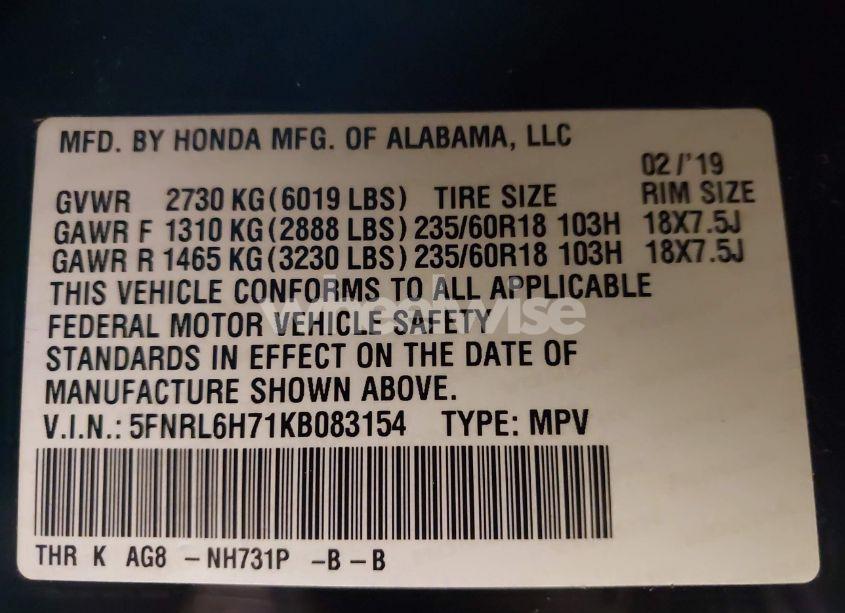 MFD. BY HONDA MFG. OF ALABAMA, LLC
02/'19
GVWR 2730 KG(6019 LBS) TIRE SIZE RIM SIZE
GAWR F 1310 KG(2888 LBS)235/60R18 103H 18X7.5J
GAWR R 1465 KG(3230 LBS)235/60R18 103H 18X7.5J
THIS VEHICLE CONFORMS TO ALL APPLICABLE
FEDERAL MOTOR VEHICLE SAFETY
STANDARDS IN EFFECT ON THE DATE OF
MANUFACTURE SHOWN ABOVE.
V.I.N.: 5FNRL6H71KB083154 TYPE: MPV
THR K AG8 -NH731P -B-B